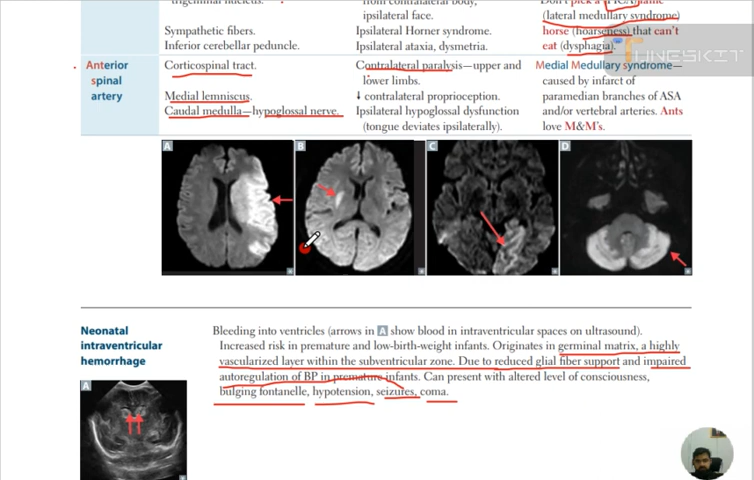 trigeminal nucleus.
from contralateral body,
ipsilateral face.
Don't pick a (PICA)
(lateral medullary syndrome)
horse (hoarseness) that can't
eat (dysphagia).
Sympathetic fibers.
Ipsilateral Horner syndrome.
Inferior cerebellar peduncle.
Ipsilateral ataxia, dysmetria.
Anterior
spinal
artery
Corticospinal tract.
Contralateral paralysis—upper and
lower limbs.
Medial lemniscus.
↓ contralateral proprioception.
Caudal medulla—hypoglossal nerve.
Ipsilateral hypoglossal dysfunction
(tongue deviates ipsilaterally).
Medial Medullary syndrome—
caused by infarct of
paramedian branches of ASA
and/or vertebral arteries. Ants
love M&M's.
TUNESKIT
A
B
C
D
Neonatal
intraventricular
hemorrhage
Bleeding into ventricles (arrows in A show blood in intraventricular spaces on ultrasound).
Increased risk in premature and low-birth-weight infants. Originates in germinal matrix, a highly
vascularized layer within the subventricular zone. Due to reduced glial fiber support and impaired
autoregulation of BP in premature infants. Can present with altered level of consciousness,
bulging fontanelle, hypotension, seizures, coma.
A